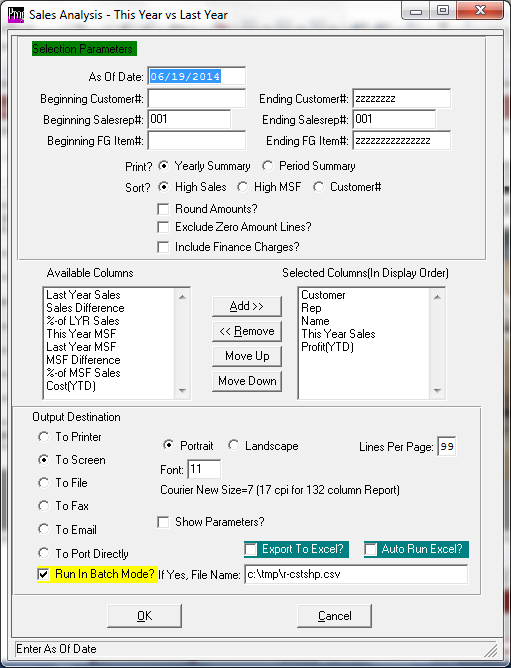 Sales Analysis - This Year vs Last Year
Selection Parameters
As Of Date: 06/19/2014
Beginning Customer#: Ending Customer#: zzzzzzzz
Beginning Salesrep#: 001 Ending Salesrep#: 001
Beginning FG Item#: Ending FG Item#: zzzzzzzzzzzzzzz
Print? Yearly Summary Period Summary
Sort? High Sales High MSF Customer#
Round Amounts?
Exclude Zero Amount Lines?
Include Finance Charges?
Available Columns
Last Year Sales
Sales Difference
%-of LYR Sales
This Year MSF
Last Year MSF
MSF Difference
%-of MSF Sales
Cost(YTD)
Add >>
<< Remove
Move Up
Move Down
Selected Columns(In Display Order)
Customer
Rep
Name
This Year Sales
Profit(YTD)
Output Destination
To Printer
To Screen
To File
To Fax
To Email
To Port Directly
Portrait Landscape Lines Per Page: 99
Font: 11
Courier New Size=7 (17 cpi for 132 column Report)
Show Parameters?
Export To Excel? Auto Run Excel?
Run In Batch Mode? If Yes, File Name: c:\tmp\r-cstshp.csv
OK Cancel
Enter As Of Date